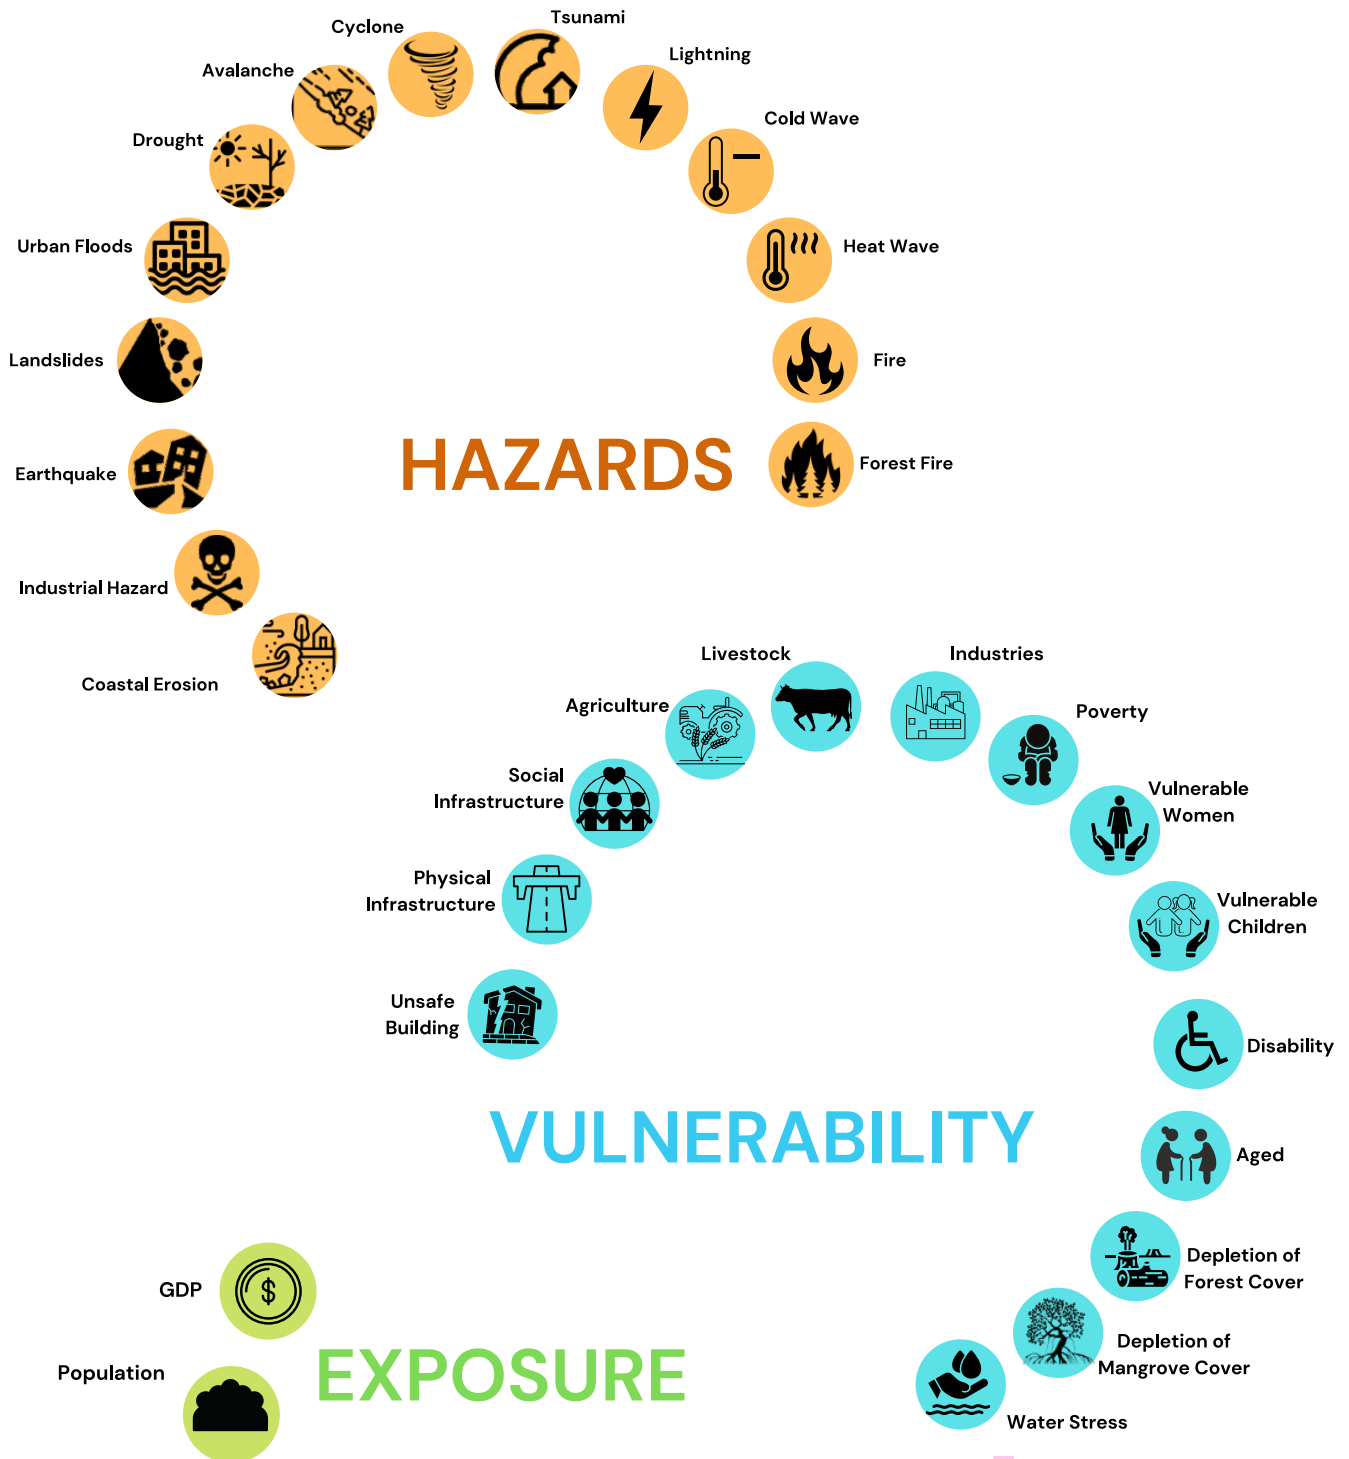 Tsunami
Cyclone
Lightning
Avalanche
Cold Wave
Drought
Urban Floods
Heat Wave
Landslides
Fire
HAZARDS
Earthquake
Forest Fire
Industrial Hazard
Coastal Erosion
Livestock
Industries
Agriculture
Poverty
Social
Infrastructure
Vulnerable
Women
Physical
Infrastructure
Vulnerable
Children
Unsafe
Building
Disability
VULNERABILITY
Aged
Depletion of
Forest Cover
Depletion of
Mangrove Cover
Water Stress
GDP
$
Population
EXPOSURE